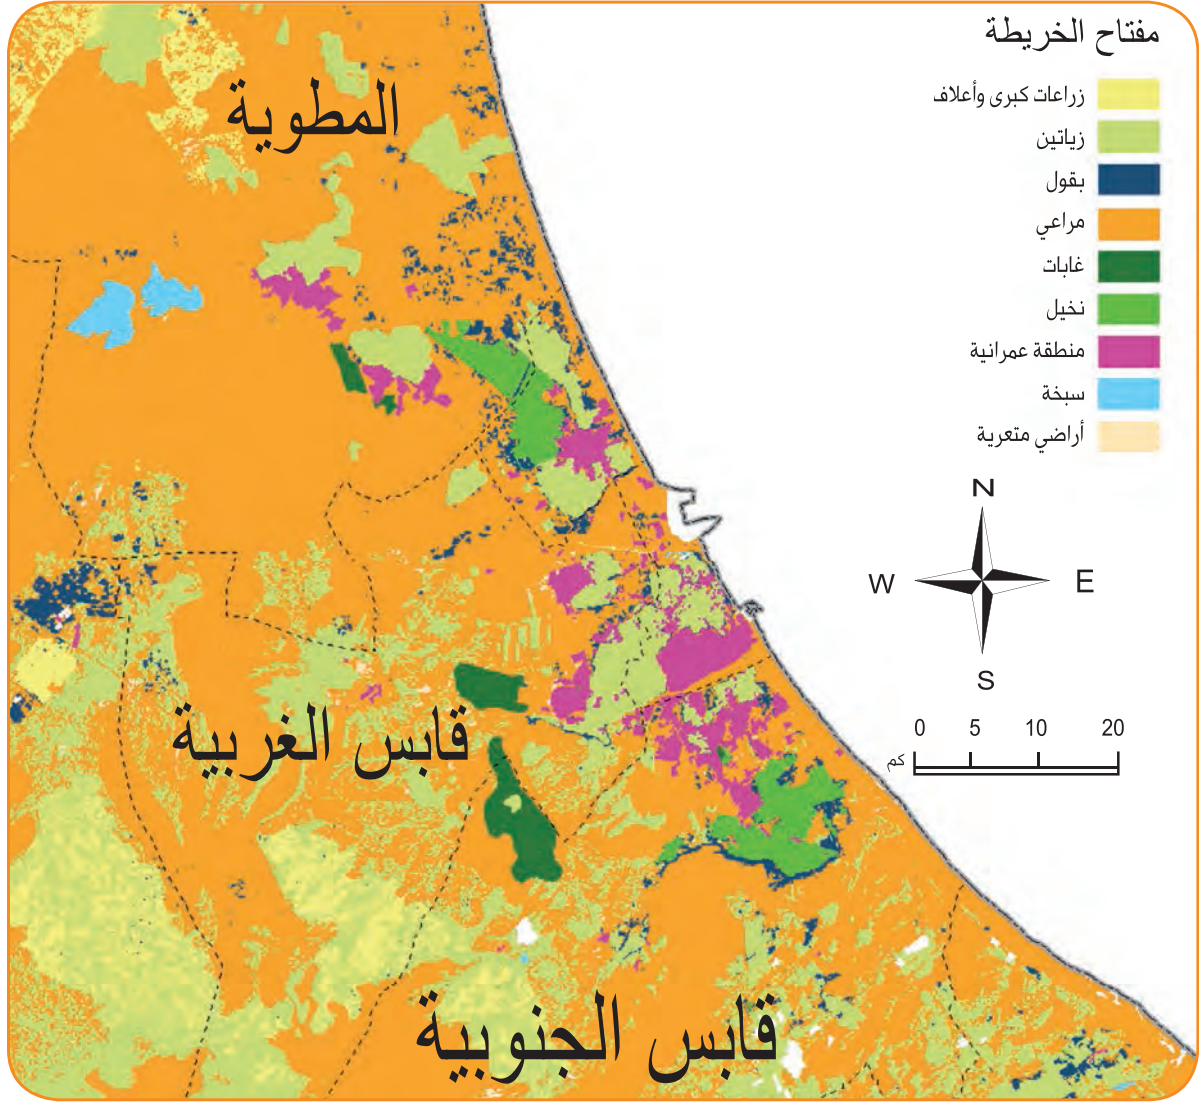 مفتاح الخريطة
زراعات كبرى وأعلاف
زياتين
بقول
مراعي
غابات
نخيل
منطقة عمرانية
سبخة
أراضي متعرية
المطوية
N
W E
S
0 5 10 20
كم
قابس الغربية
قابس الجنوبية